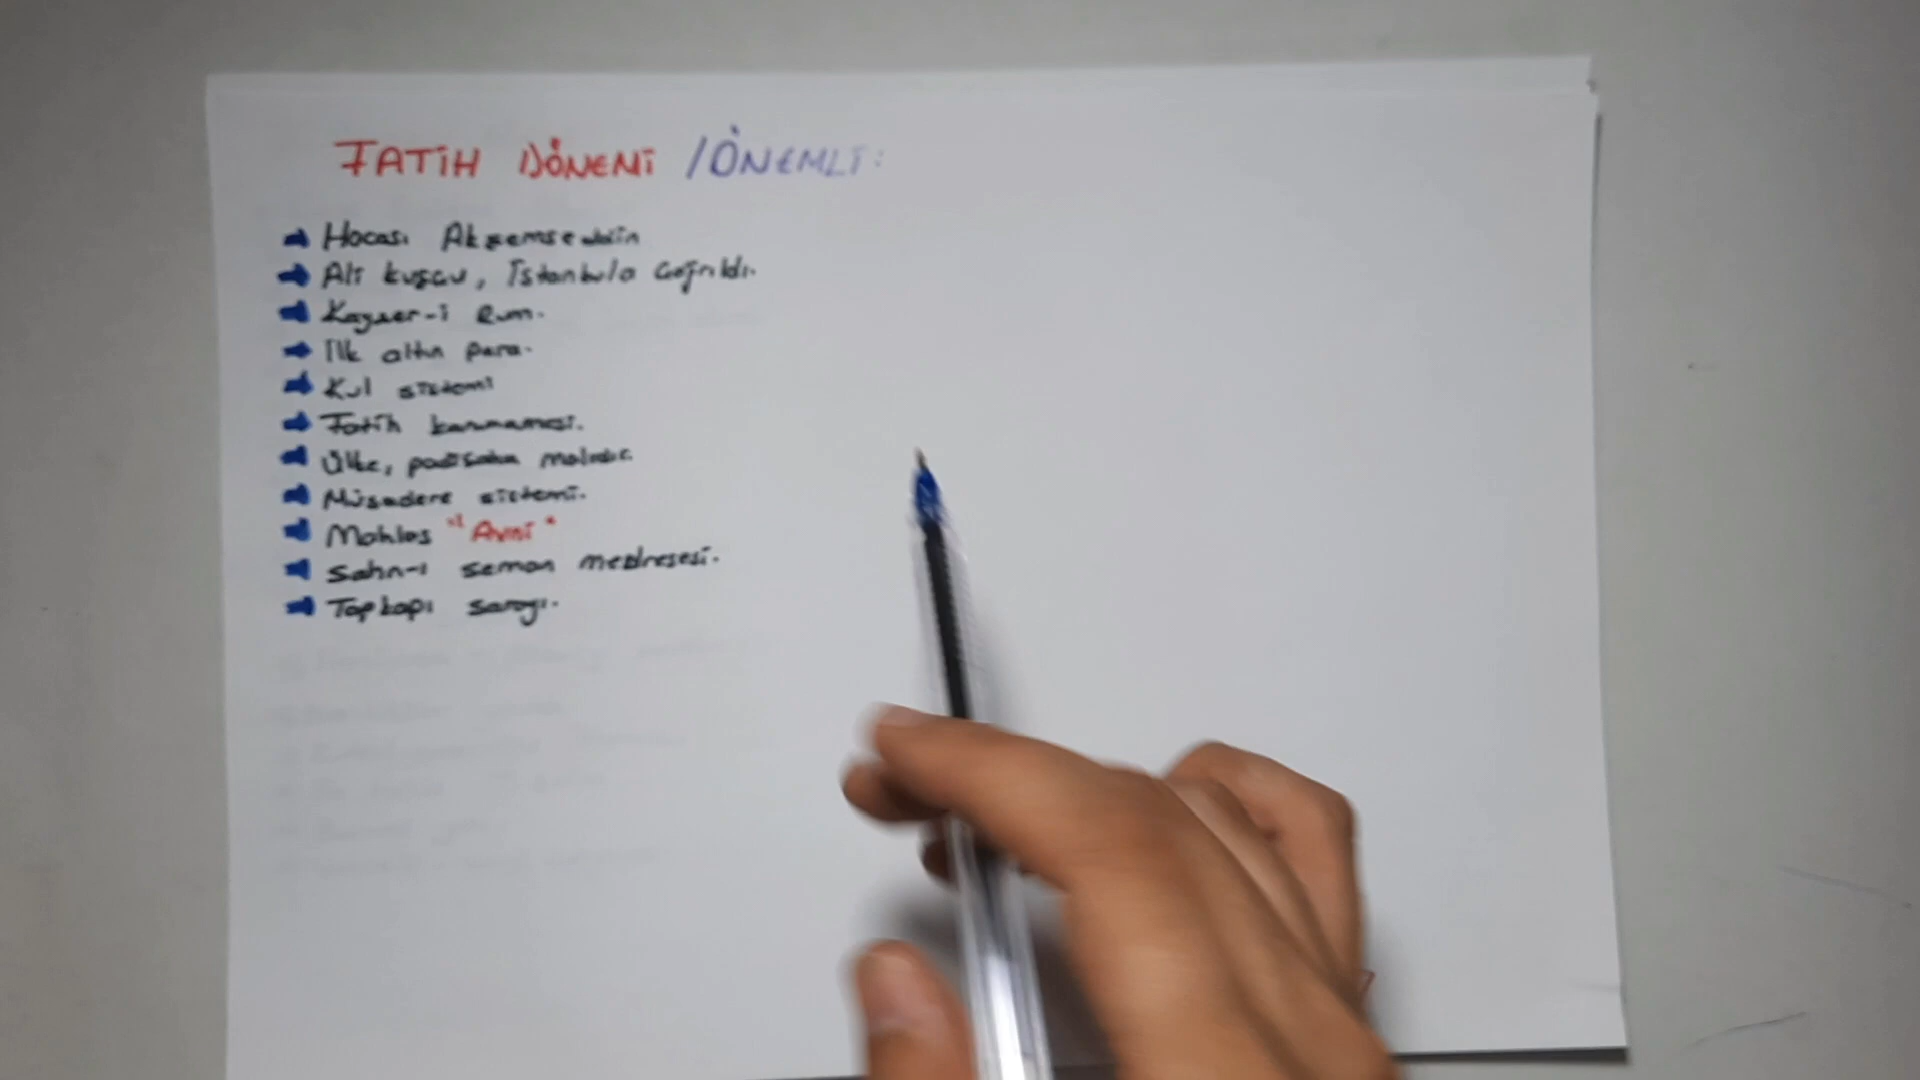 FATİH DÖNEMİ /ÖNEMLİ:
Hocası Akşemseddin
Ali kuşcu, İstanbula Çağrıldı.
Kayser-i Rum.
İlk altın para.
Kul sistemi
Fatih kanunnamesi.
Ülke, padişahın malıdır.
Müsadere sistemi.
Mahlas "Avni"
Sahn-ı seman medresesi.
Topkapı sarayı.